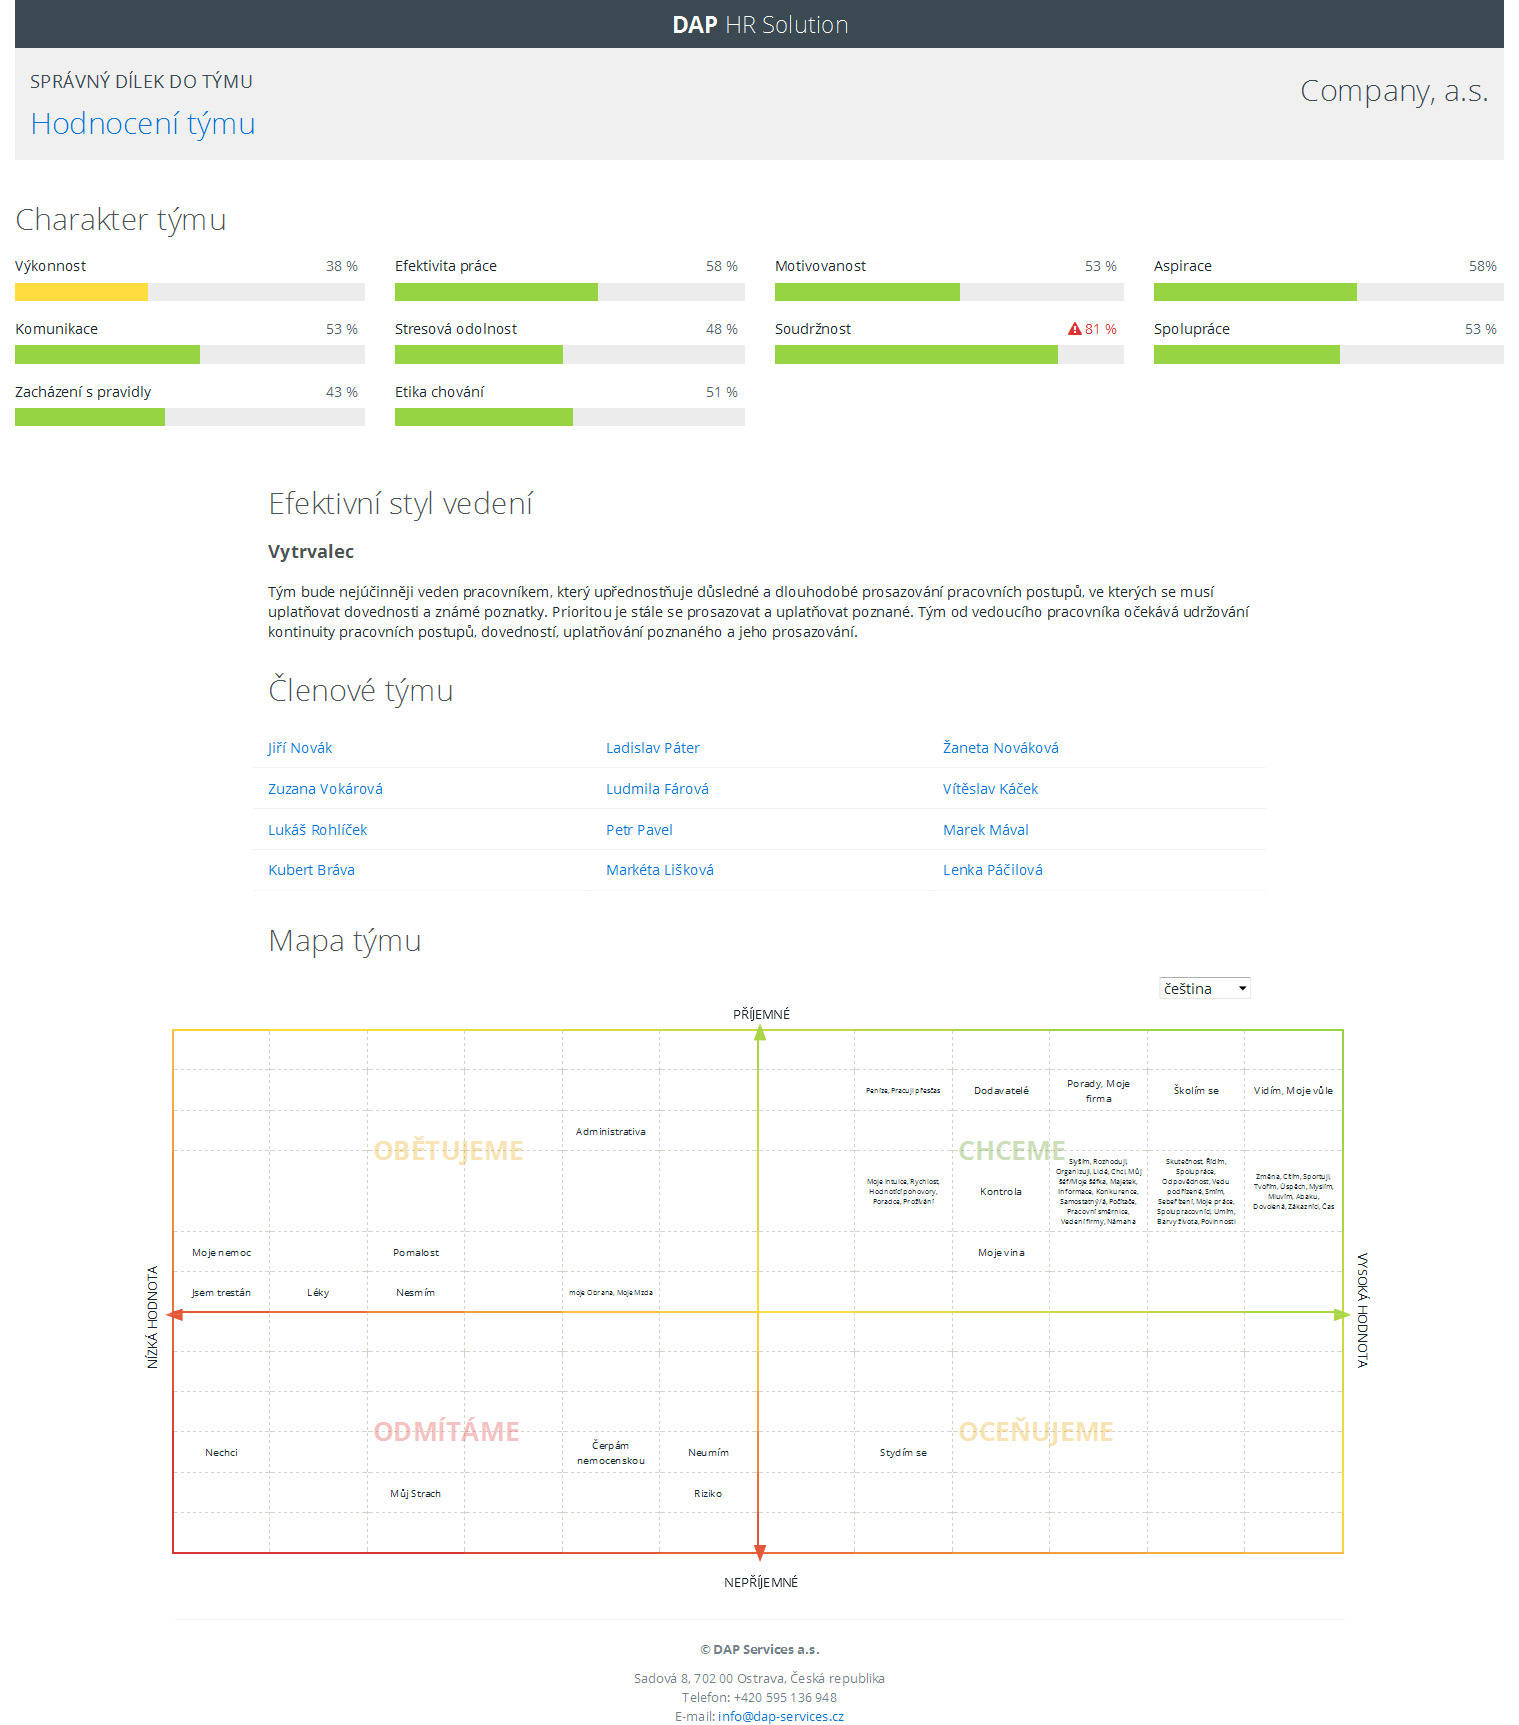 DAP HR Solution
SPRÁVNÝ DÍLEK DO TÝMU
Hodnocení týmu
Company, a.s.
Charakter týmu
Výkonnost 38 %
Efektivita práce 58 %
Motivovanost 53 %
Aspirace 58%
Komunikace 53 %
Stresová odolnost 48 %
Soudržnost 81 %
Spolupráce 53 %
Zacházení s pravidly 43 %
Etika chování 51 %
Efektivní styl vedení
Vytrvalec
Tým bude nejúčinněji veden pracovníkem, který upřednostňuje důsledné a dlouhodobé prosazování pracovních postupů, ve kterých se musí
uplatňovat dovednosti a známé poznatky. Prioritou je stále se prosazovat a uplatňovat poznané. Tým od vedoucího pracovníka očekává udržování
kontinuity pracovních postupů, dovedností, uplatňování poznaného a jeho prosazování.
Členové týmu
Jiří Novák Ladislav Páter Žaneta Nováková
Zuzana Vokárová Ludmila Fárová Vítěslav Káček
Lukáš Rohlíček Petr Pavel Marek Mával
Kubert Bráva Markéta Lišková Lenka Páčilová
Mapa týmu
čeština
PŘÍJEMNÉ
Peníze, Pracuji přesčas
Dodavatelé
Porady, Moje
firma
Školím se
Vidím, Moje vůle
Administrativa
OBĚTUJEME
CHCEME
Moje intuice, Rychlost,
Hodnotící pohovory,
Poradce, Prožívání
Kontrola
Slyším, Rozhoduji,
Organizuji, Lidé, Chci, Můj
šéf/Moje šéfka, Majetek,
Informace, Konkurence,
Samostatný/á, Počítače,
Pracovní směrnice,
Vedení firmy, Námaha
Skutečnost, Řídím,
Spolupráce,
Odpovědnost, Vedu
podřízené, Smím,
Sebeřízení, Moje práce,
Spolupracovníci, Umím,
Barvy života, Povinnosti
Změna, Cítím, Sportuji,
Tvořím, Úspěch, Myslím,
Mluvím, Abaku,
Dovolená, Zákazníci, Čas
Moje nemoc
Pomalost
Moje vina
Jsem trestán
Léky
Nesmím
moje Obrana, Moje Mzda
NÍZKÁ HODNOTA
VYSOKÁ HODNOTA
ODMÍTÁME
OCEŇUJEME
Nechci
Čerpám
nemocenskou
Neumím
Stydím se
Můj Strach
Riziko
NEPŘÍJEMNÉ
© DAP Services a.s.
Sadová 8, 702 00 Ostrava, Česká republika
Telefon: +420 595 136 948
E-mail: info@dap-services.cz